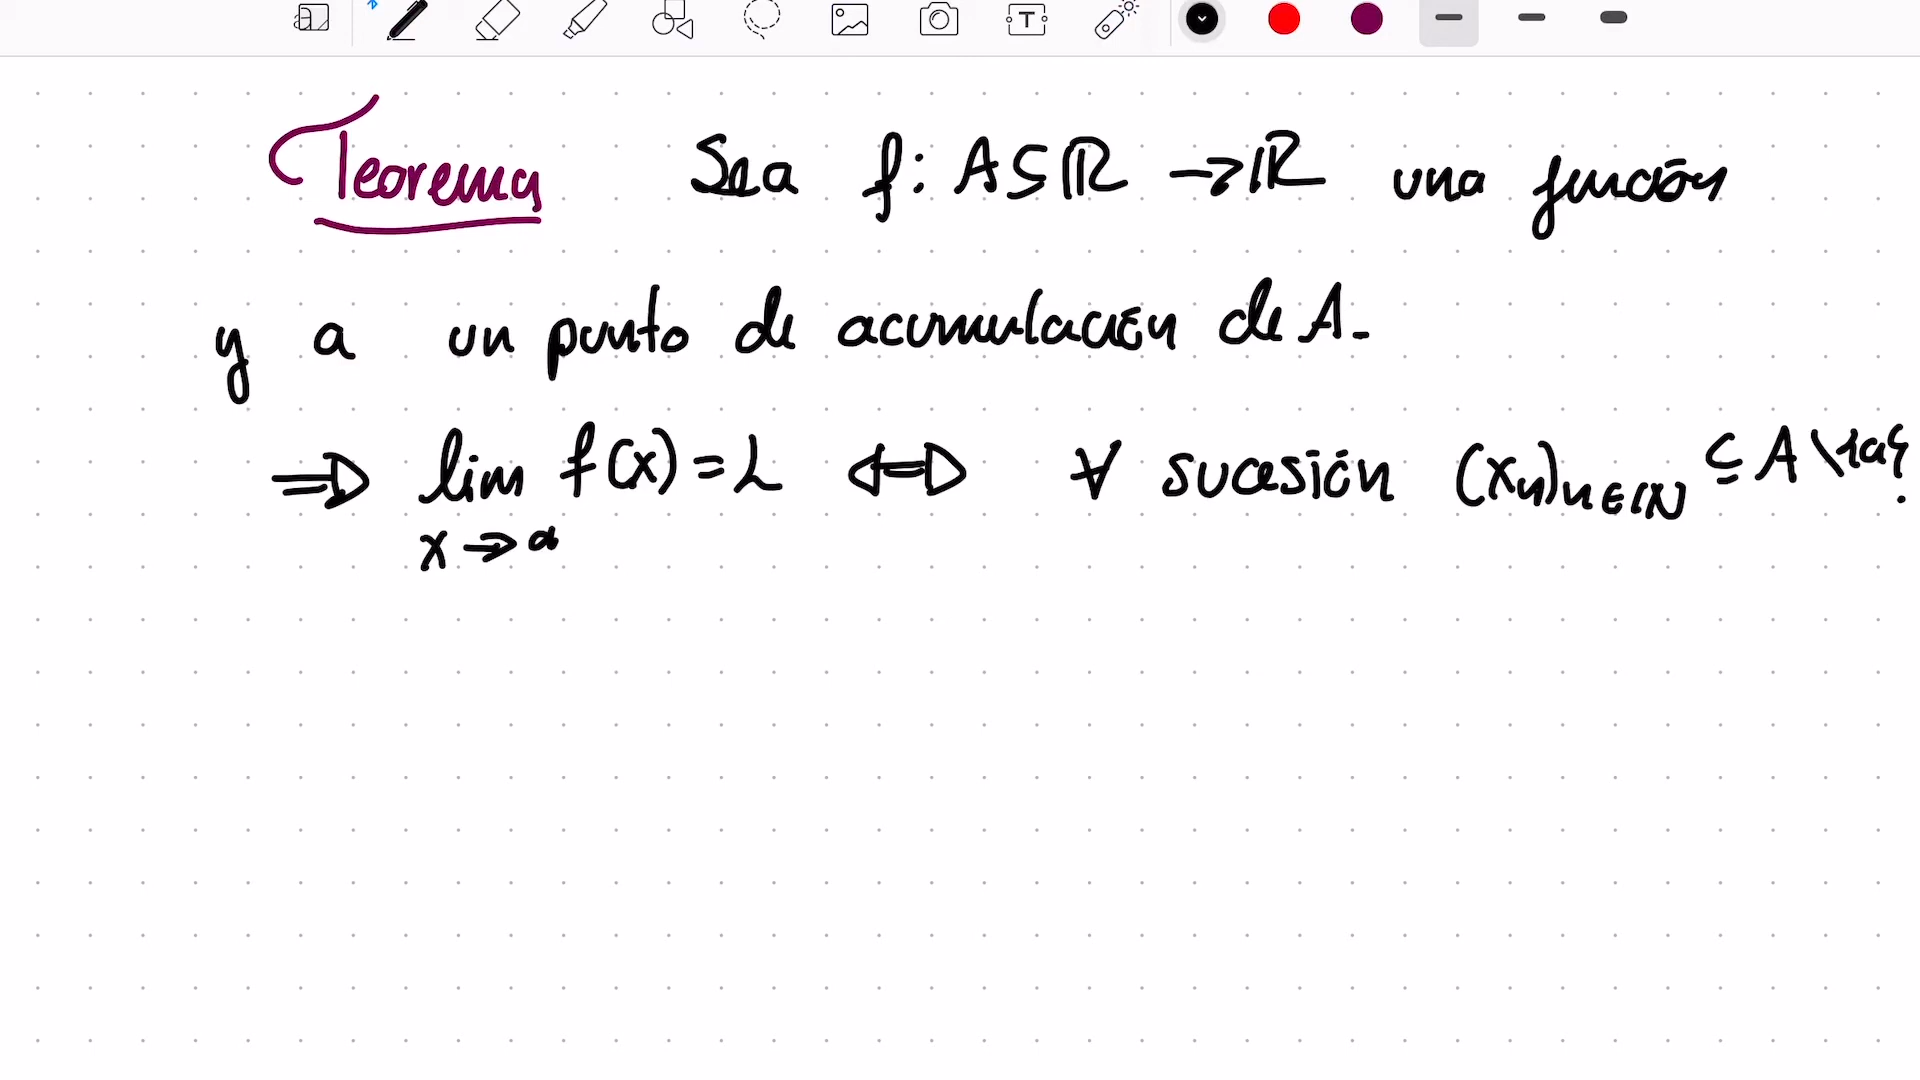 Teorema Sea f: A ⊆ ℝ → ℝ una función
y a un punto de acumulación de A.
⇒ lim f(x) = L ⇔ ∀ sucesión (xn)n∈ℕ ⊆ A \ {a}
x → a